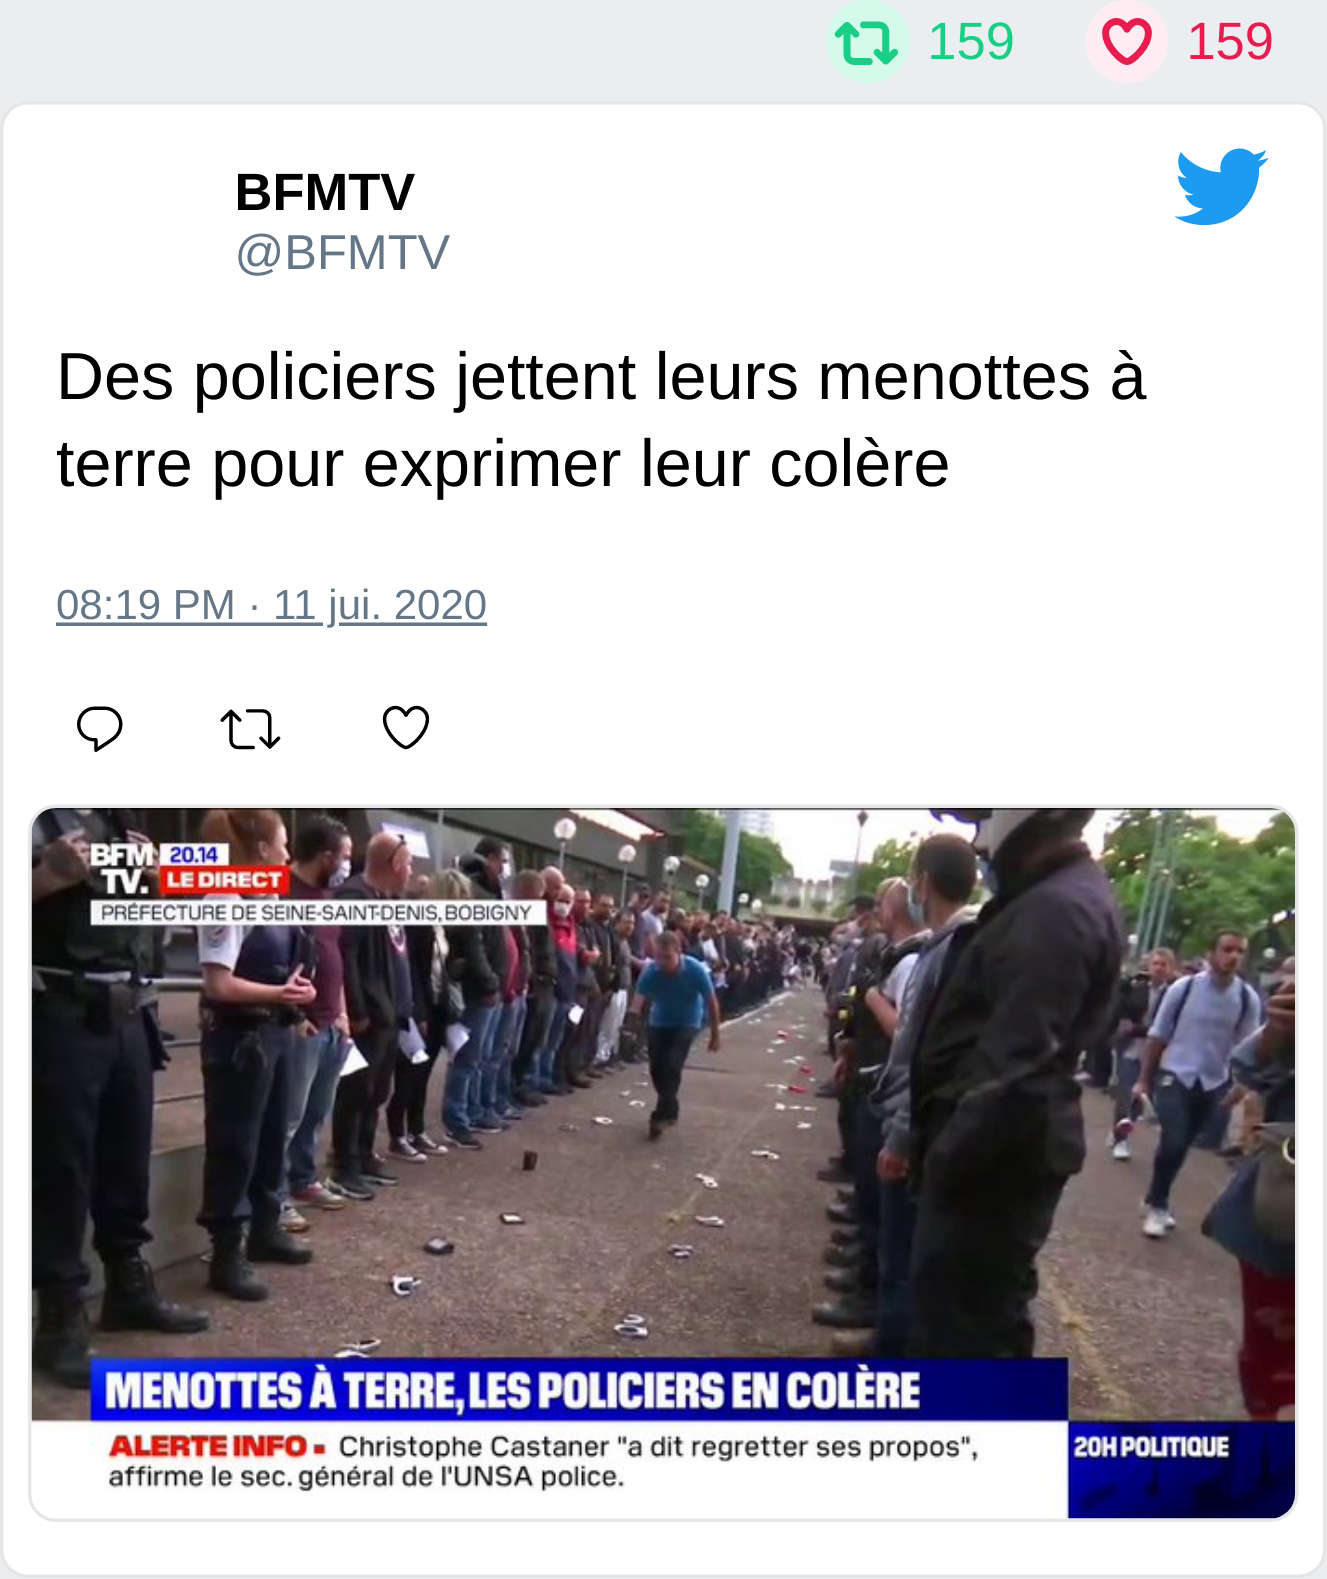 159 159
BFMTV
@BFMTV
Des policiers jettent leurs menottes à
terre pour exprimer leur colère
08:19 PM · 11 jui. 2020
BFM 20.14
TV. LE DIRECT
PRÉFECTURE DE SEINE-SAINT-DENIS, BOBIGNY
MENOTTES À TERRE, LES POLICIERS EN COLÈRE
ALERTE INFO ▪ Christophe Castaner "a dit regretter ses propos",
affirme le sec. général de l'UNSA police.
20H POLITIQUE